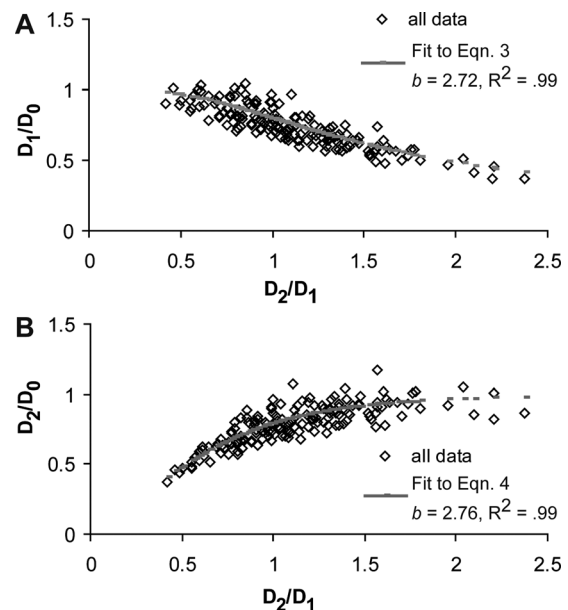 A
1.5
1
0.5
0
D1/D0
0 0.5 1 1.5 2 2.5
D2/D1
all data
Fit to Eqn. 3
b = 2.72, R2 = .99
B
1.5
1
0.5
0
D2/D0
0 0.5 1 1.5 2 2.5
D2/D1
all data
Fit to Eqn. 4
b = 2.76, R2 = .99